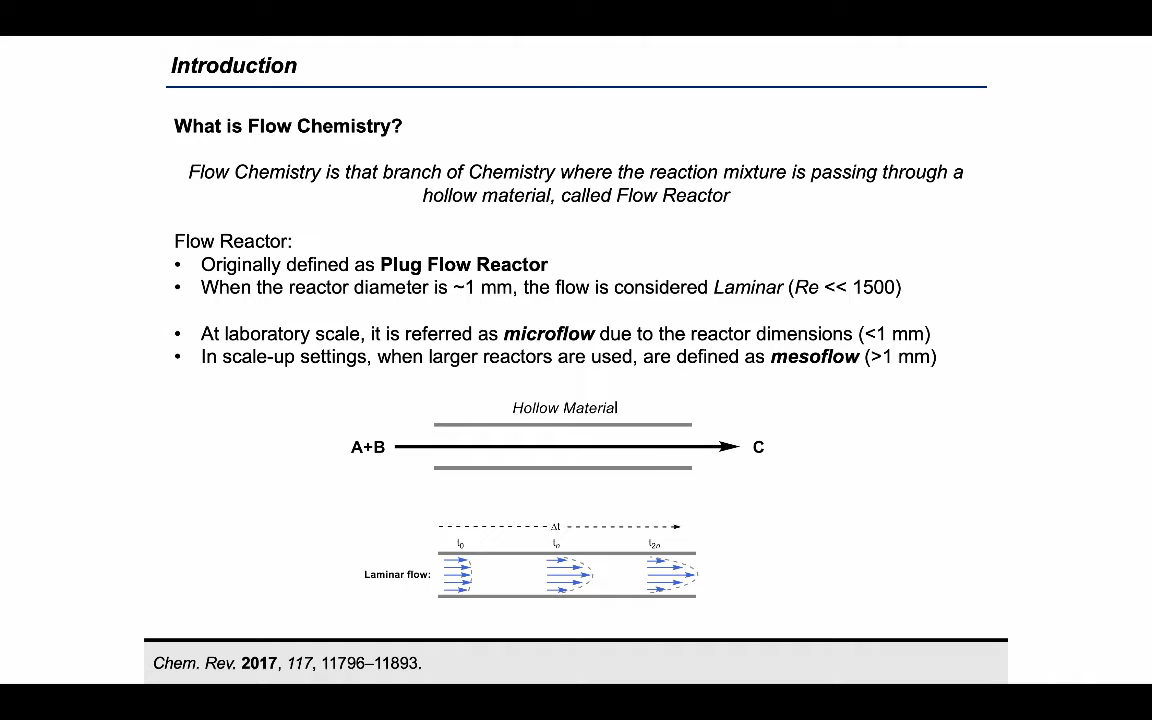 Introduction
What is Flow Chemistry?
Flow Chemistry is that branch of Chemistry where the reaction mixture is passing through a
hollow material, called Flow Reactor
Flow Reactor:
• Originally defined as Plug Flow Reactor
• When the reactor diameter is ~1 mm, the flow is considered Laminar (Re << 1500)
• At laboratory scale, it is referred as microflow due to the reactor dimensions (<1 mm)
• In scale-up settings, when larger reactors are used, are defined as mesoflow (>1 mm)
Hollow Material
A+B C
Δt
t0 tn t2n
Laminar flow:
Chem. Rev. 2017, 117, 11796–11893.